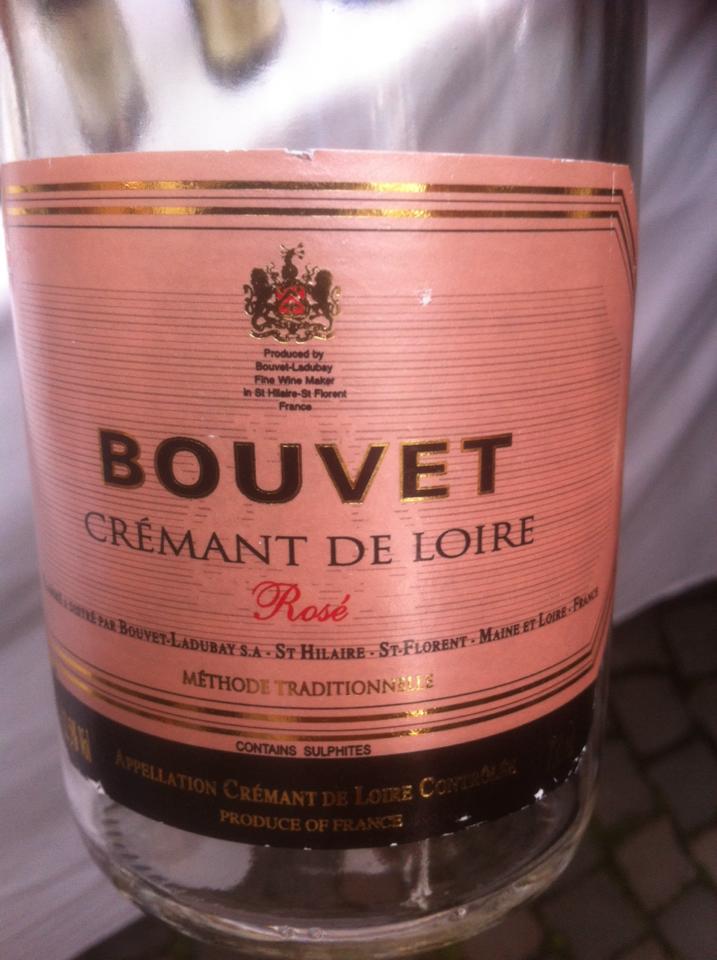 Produced by
Bouvet-Ladubay
Fine Wine Maker
in St Hilaire-St Florent
France
BOUVET
CRÉMANT DE LOIRE
Rosé
PAR BOUVET-LADUBAY S.A - ST HILAIRE - ST-FLORENT - MAINE ET LOIRE - FRANCE
MÉTHODE TRADITIONNELLE
CONTAINS SULPHITES
APPELLATION CRÉMANT DE LOIRE CONTRÔLÉE
PRODUCE OF FRANCE